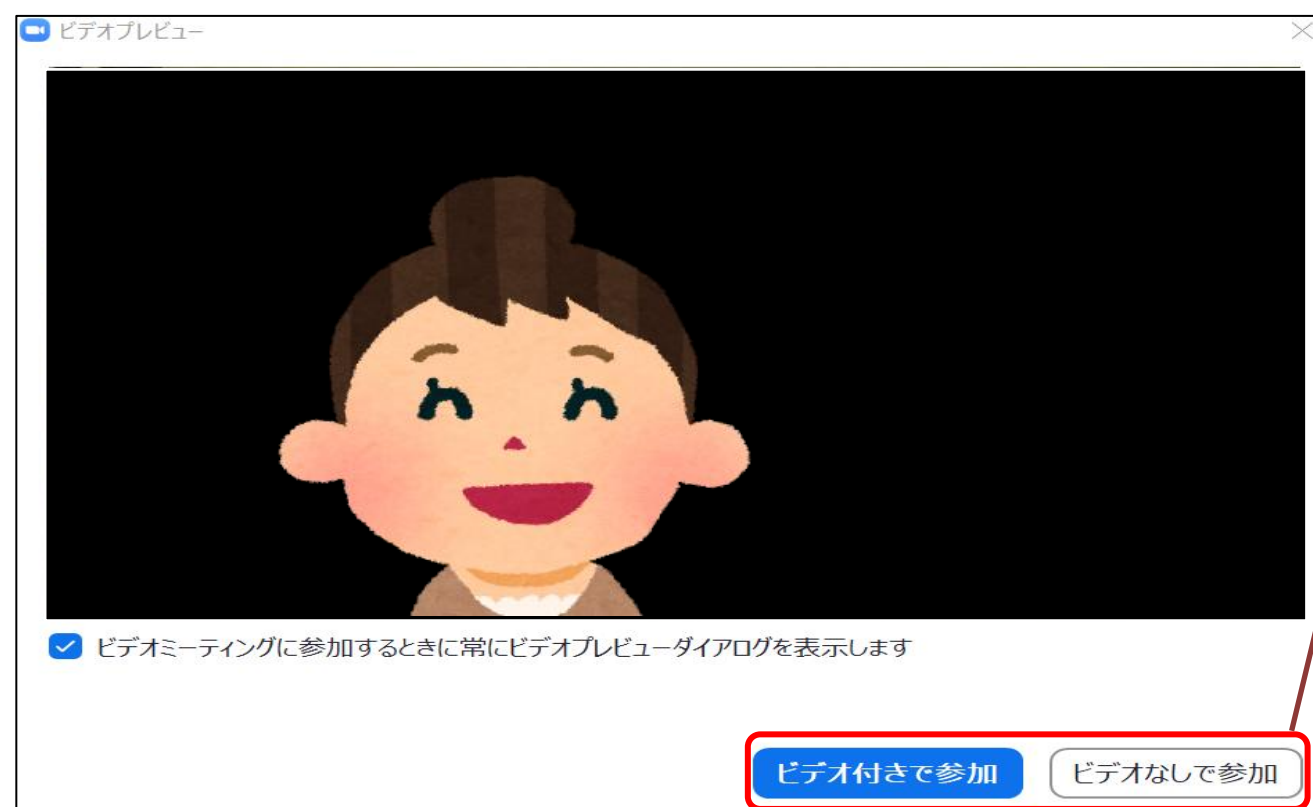 ビデオプレビュー
ビデオミーティングに参加するときに常にビデオプレビューダイアログを表示します
ビデオ付きで参加
ビデオなしで参加